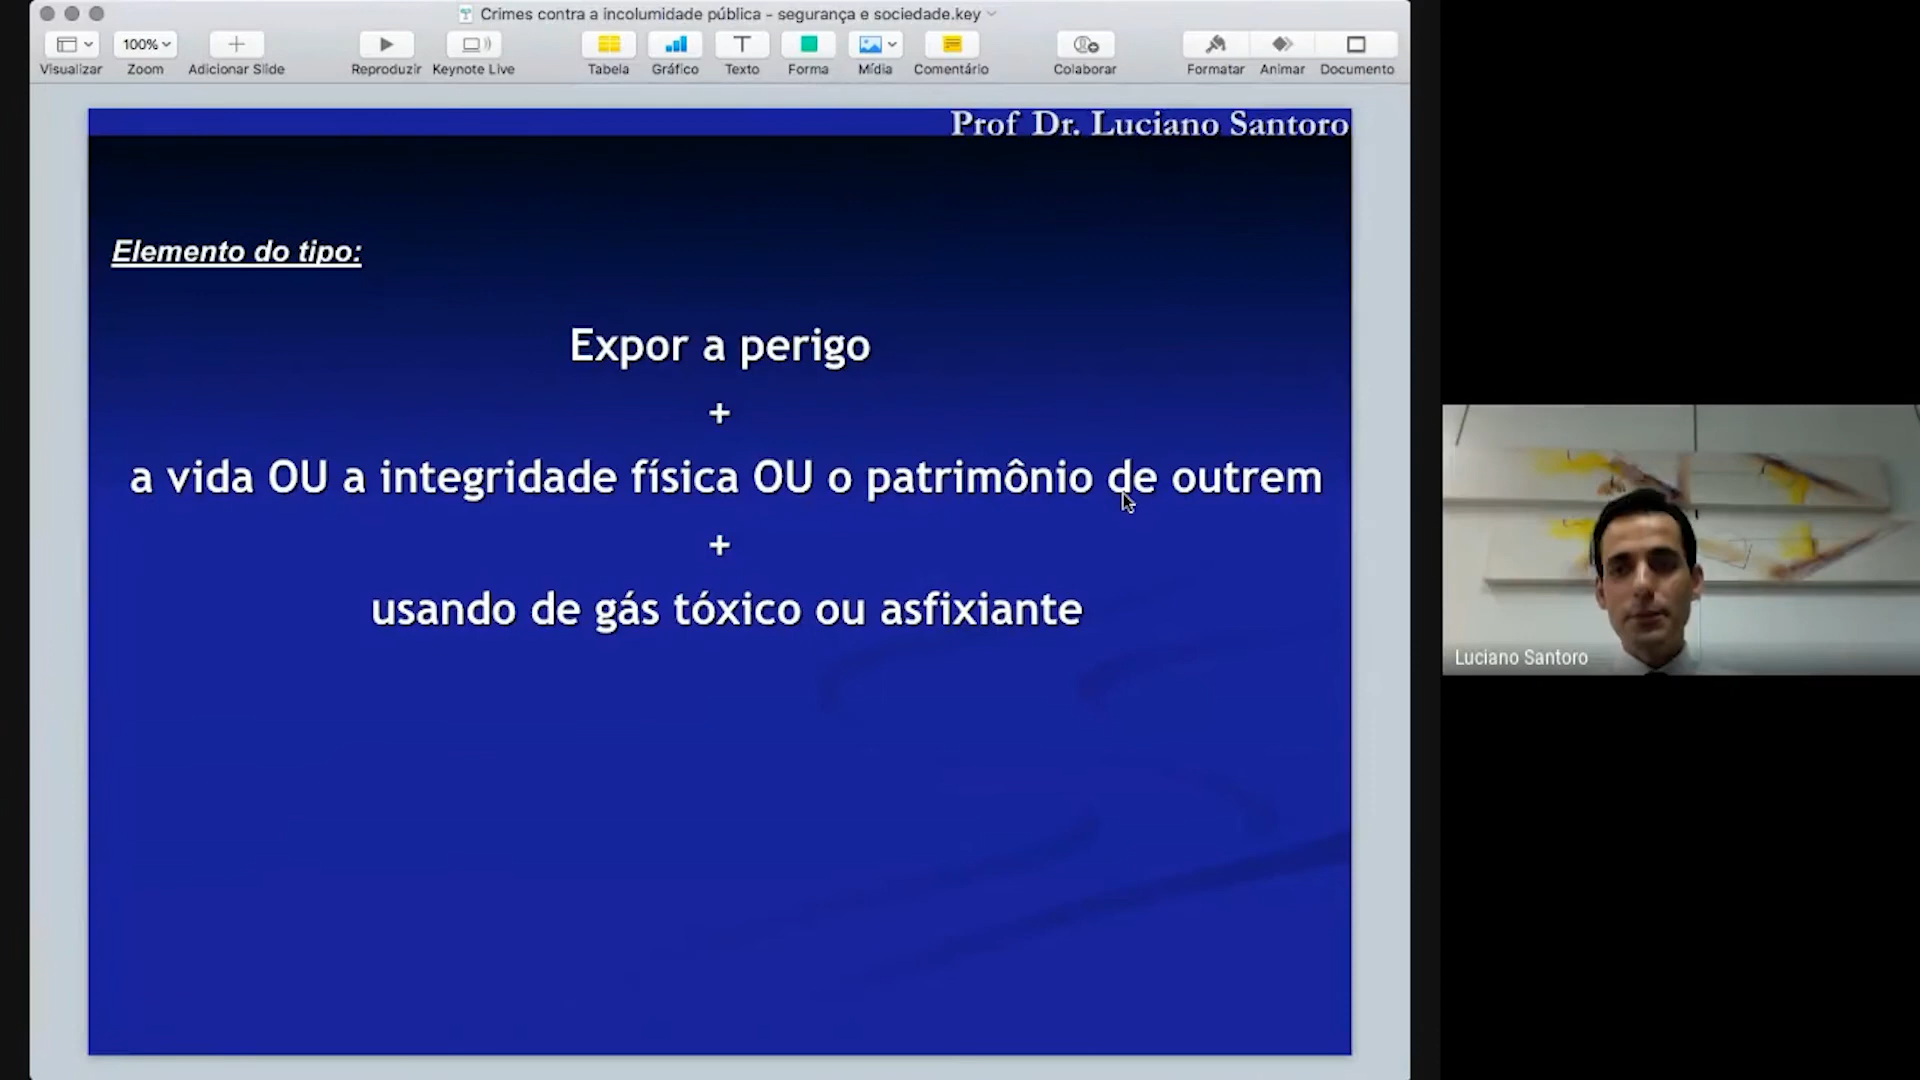 Crimes contra a incolumidade pública - segurança e sociedade.key
100%
Visualizar Zoom Adicionar Slide Reproduzir Keynote Live Tabela Gráfico Texto Forma Mídia Comentário Colaborar Formatar Animar Documento
Prof Dr. Luciano Santoro
Elemento do tipo:
Expor a perigo
+
a vida OU a integridade física OU o patrimônio de outrem
+
usando de gás tóxico ou asfixiante
Luciano Santoro